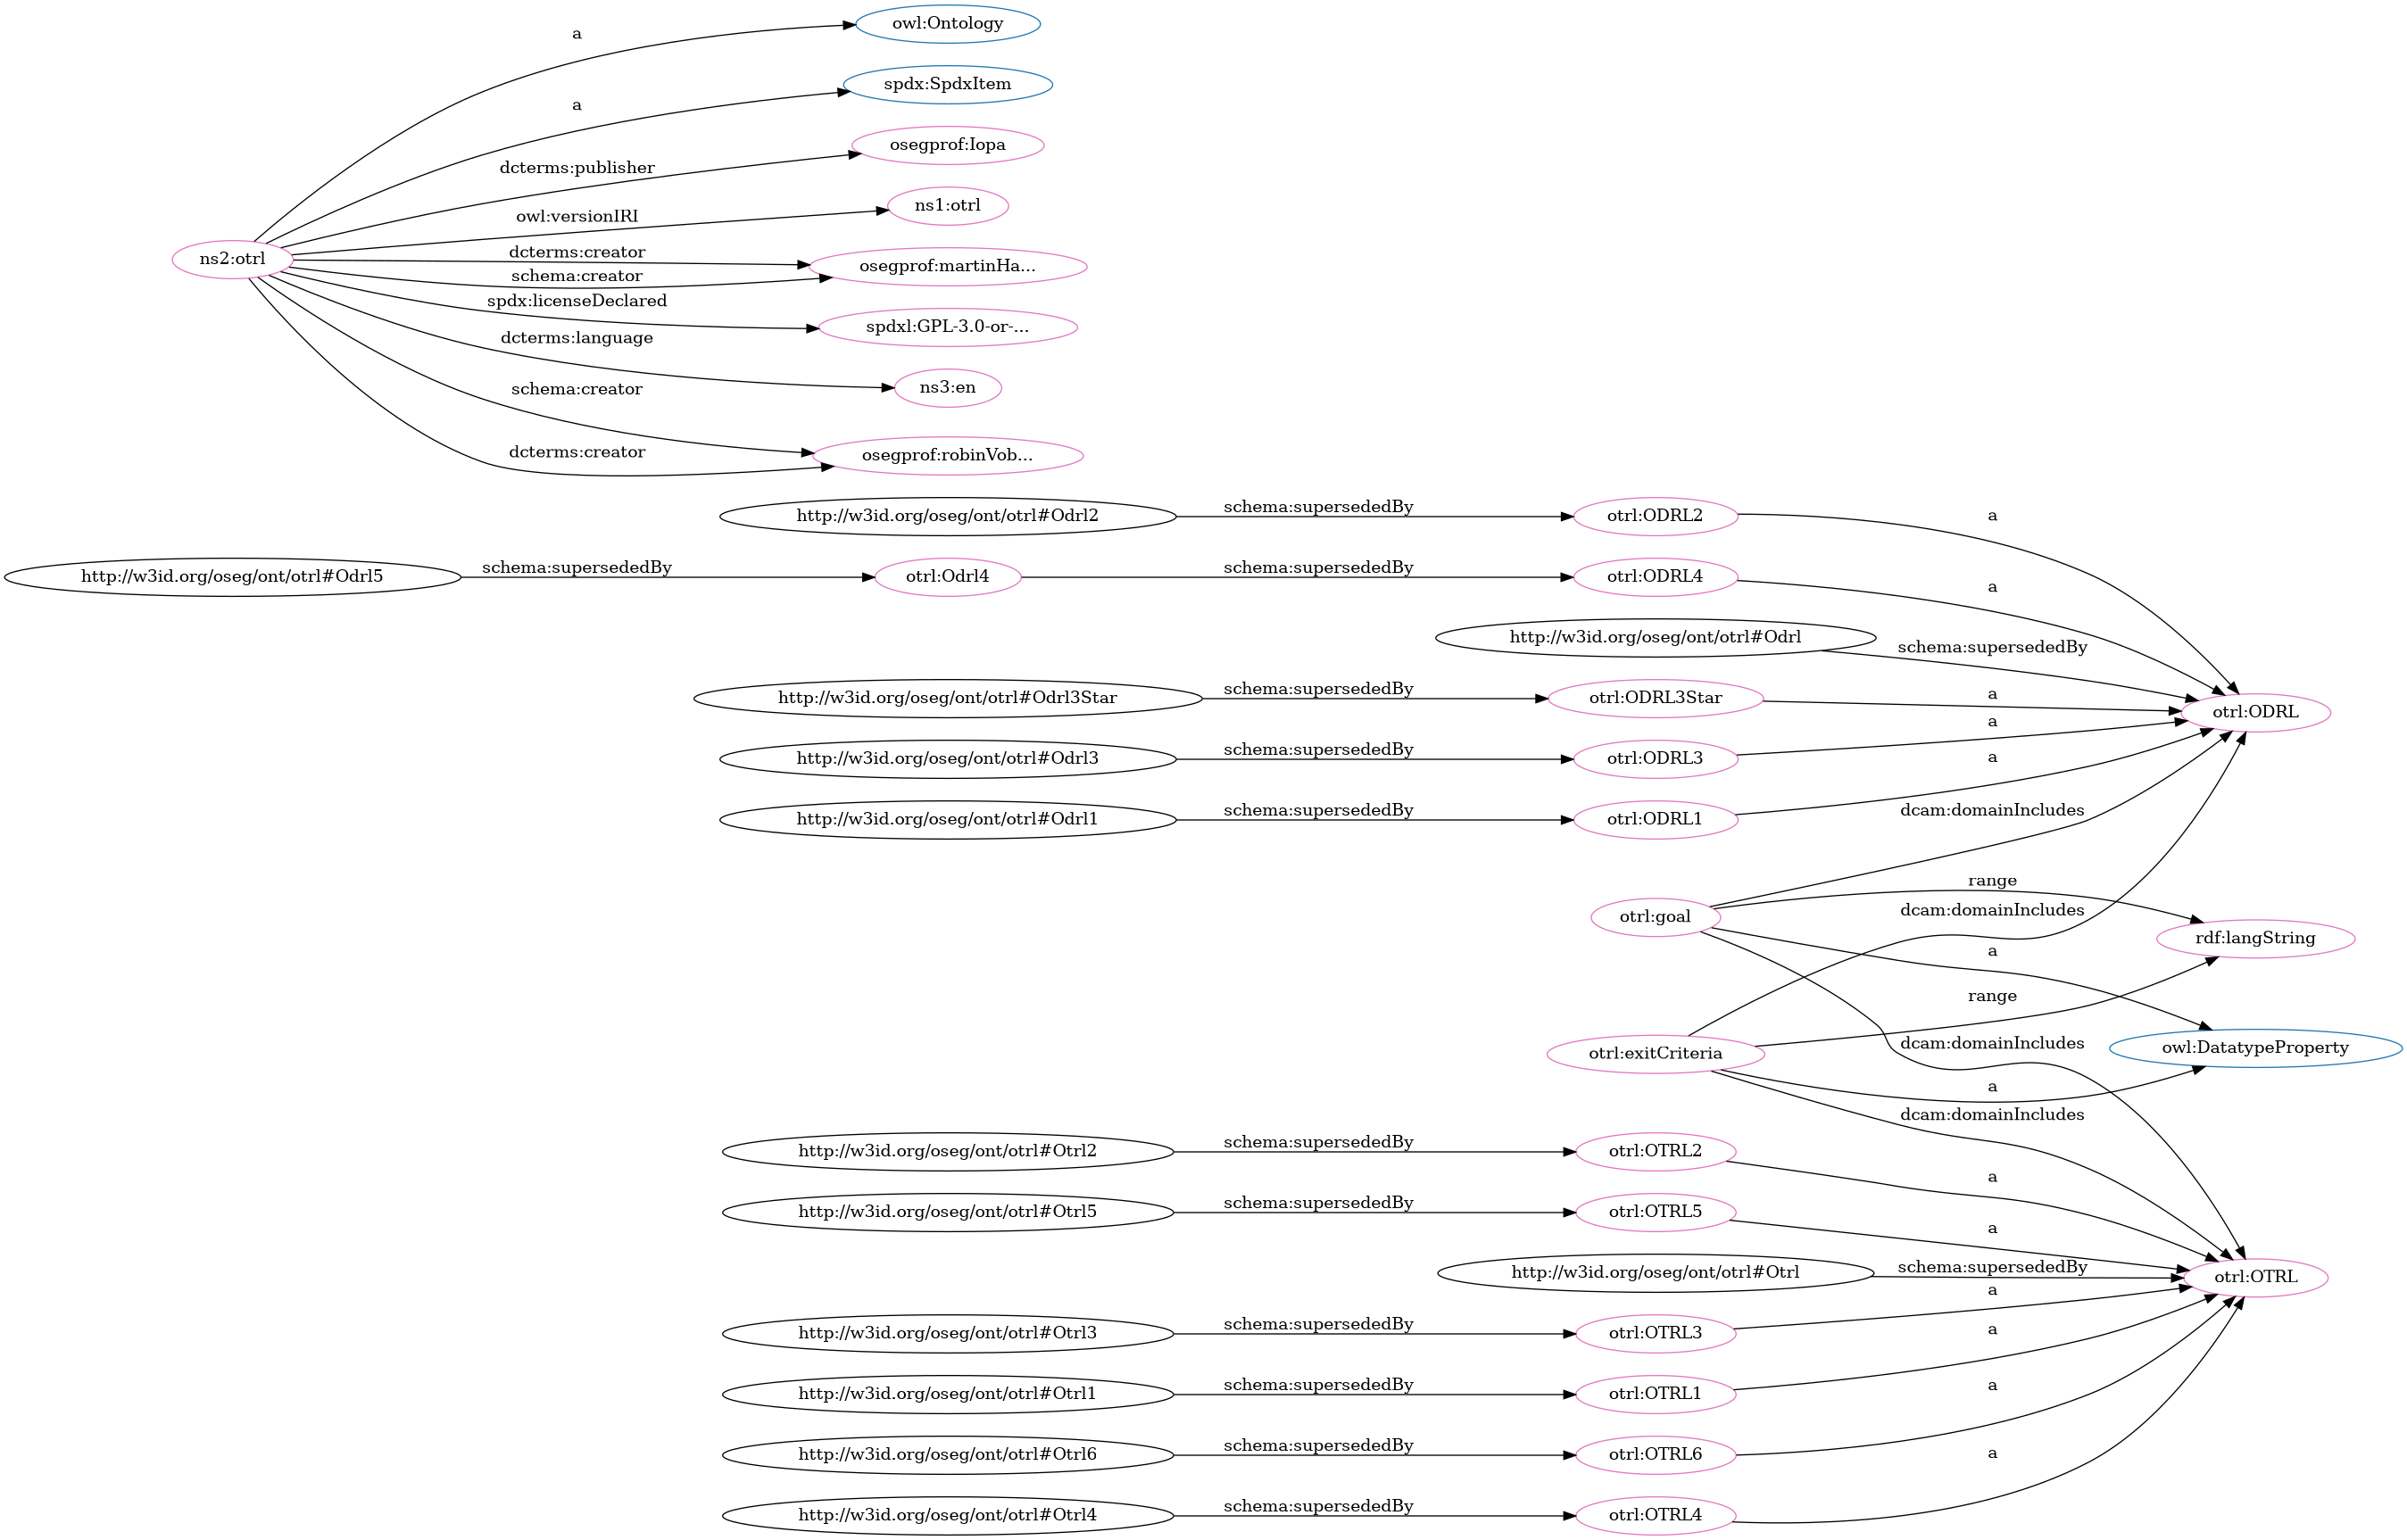 owl:Ontology
a
spdx:SpdxItem
a
osegprof:Iopa
dcterms:publisher
ns1:otrl
owl:versionIRI
ns2:otrl
dcterms:creator
osegprof:martinHa...
schema:creator
spdx:licenseDeclared
spdxl:GPL-3.0-or-...
dcterms:language
ns3:en
schema:creator
dcterms:creator
osegprof:robinVob...
http://w3id.org/oseg/ont/otrl#Odrl2
schema:supersededBy
otrl:ODRL2
a
http://w3id.org/oseg/ont/otrl#Odrl5
schema:supersededBy
otrl:Odrl4
schema:supersededBy
otrl:ODRL4
a
http://w3id.org/oseg/ont/otrl#Odrl
schema:supersededBy
http://w3id.org/oseg/ont/otrl#Odrl3Star
schema:supersededBy
otrl:ODRL3Star
a
otrl:ODRL
http://w3id.org/oseg/ont/otrl#Odrl3
schema:supersededBy
otrl:ODRL3
a
http://w3id.org/oseg/ont/otrl#Odrl1
schema:supersededBy
otrl:ODRL1
a
dcam:domainIncludes
otrl:goal
range
dcam:domainIncludes
rdf:langString
a
range
otrl:exitCriteria
dcam:domainIncludes
owl:DatatypeProperty
a
dcam:domainIncludes
http://w3id.org/oseg/ont/otrl#Otrl2
schema:supersededBy
otrl:OTRL2
a
http://w3id.org/oseg/ont/otrl#Otrl5
schema:supersededBy
otrl:OTRL5
a
http://w3id.org/oseg/ont/otrl#Otrl
schema:supersededBy
otrl:OTRL
http://w3id.org/oseg/ont/otrl#Otrl3
schema:supersededBy
otrl:OTRL3
a
http://w3id.org/oseg/ont/otrl#Otrl1
schema:supersededBy
otrl:OTRL1
a
http://w3id.org/oseg/ont/otrl#Otrl6
schema:supersededBy
otrl:OTRL6
a
http://w3id.org/oseg/ont/otrl#Otrl4
schema:supersededBy
otrl:OTRL4
a